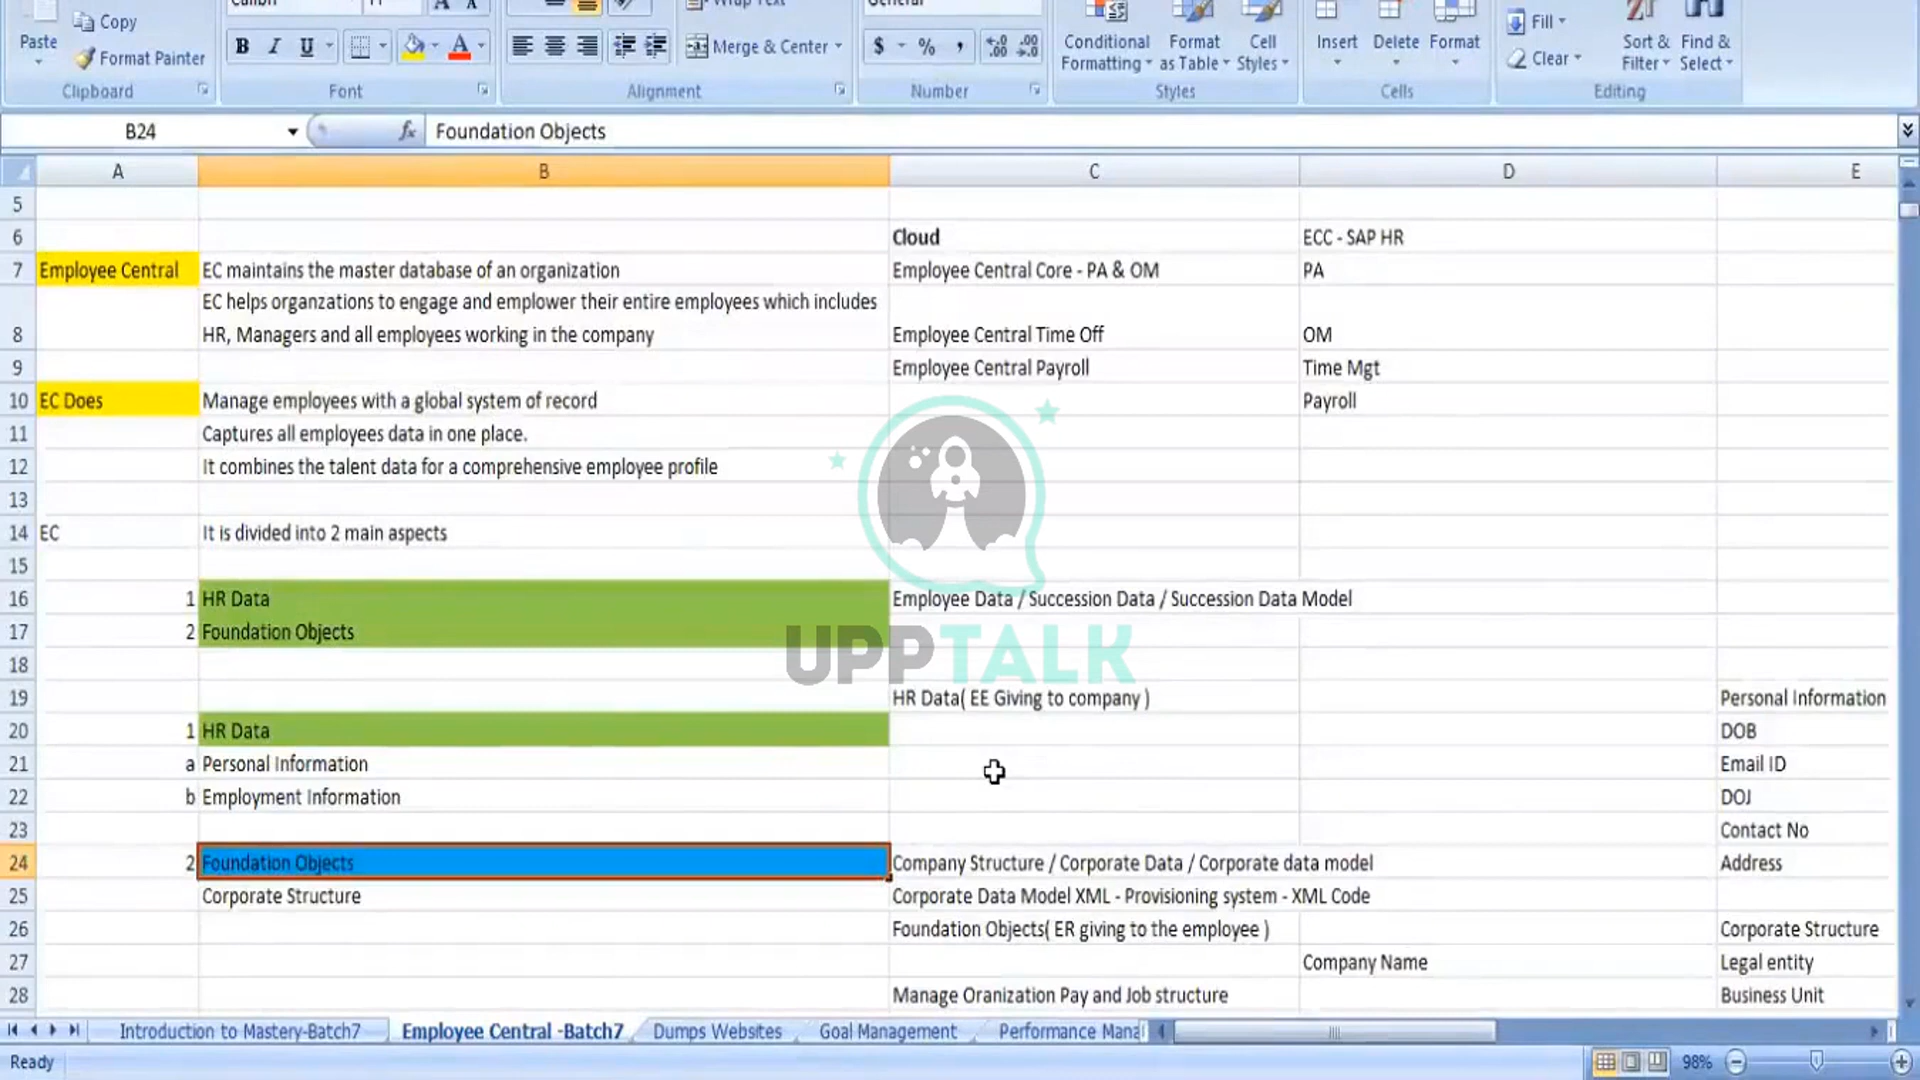 Paste
Copy
Format Painter
Clipboard
B I U
A
Font
Alignment
Merge & Center
$ % ,
Number
Conditional Formatting
Format as Table
Cell Styles
Styles
Insert
Delete
Format
Cells
Fill
Clear
Sort & Filter
Find & Select
Editing
B24
fx
Foundation Objects
A B C D E
5
6 Cloud ECC - SAP HR
7 Employee Central EC maintains the master database of an organization Employee Central Core - PA & OM PA
EC helps organzations to engage and emplower their entire employees which includes
8 HR, Managers and all employees working in the company Employee Central Time Off OM
9 Employee Central Payroll Time Mgt
10 EC Does Manage employees with a global system of record Payroll
11 Captures all employees data in one place.
12 It combines the talent data for a comprehensive employee profile
13
14 EC It is divided into 2 main aspects
15
16 1 HR Data Employee Data / Succession Data / Succession Data Model
17 2 Foundation Objects
UPPTALK
18
19 HR Data( EE Giving to company ) Personal Information
20 1 HR Data DOB
21 a Personal Information Email ID
22 b Employment Information DOJ
23 Contact No
24 2 Foundation Objects Company Structure / Corporate Data / Corporate data model Address
25 Corporate Structure Corporate Data Model XML - Provisioning system - XML Code
26 Foundation Objects( ER giving to the employee ) Corporate Structure
27 Company Name Legal entity
28 Manage Oranization Pay and Job structure Business Unit
Introduction to Mastery-Batch7 Employee Central -Batch7 Dumps Websites Goal Management Performance Mana
Ready 98%